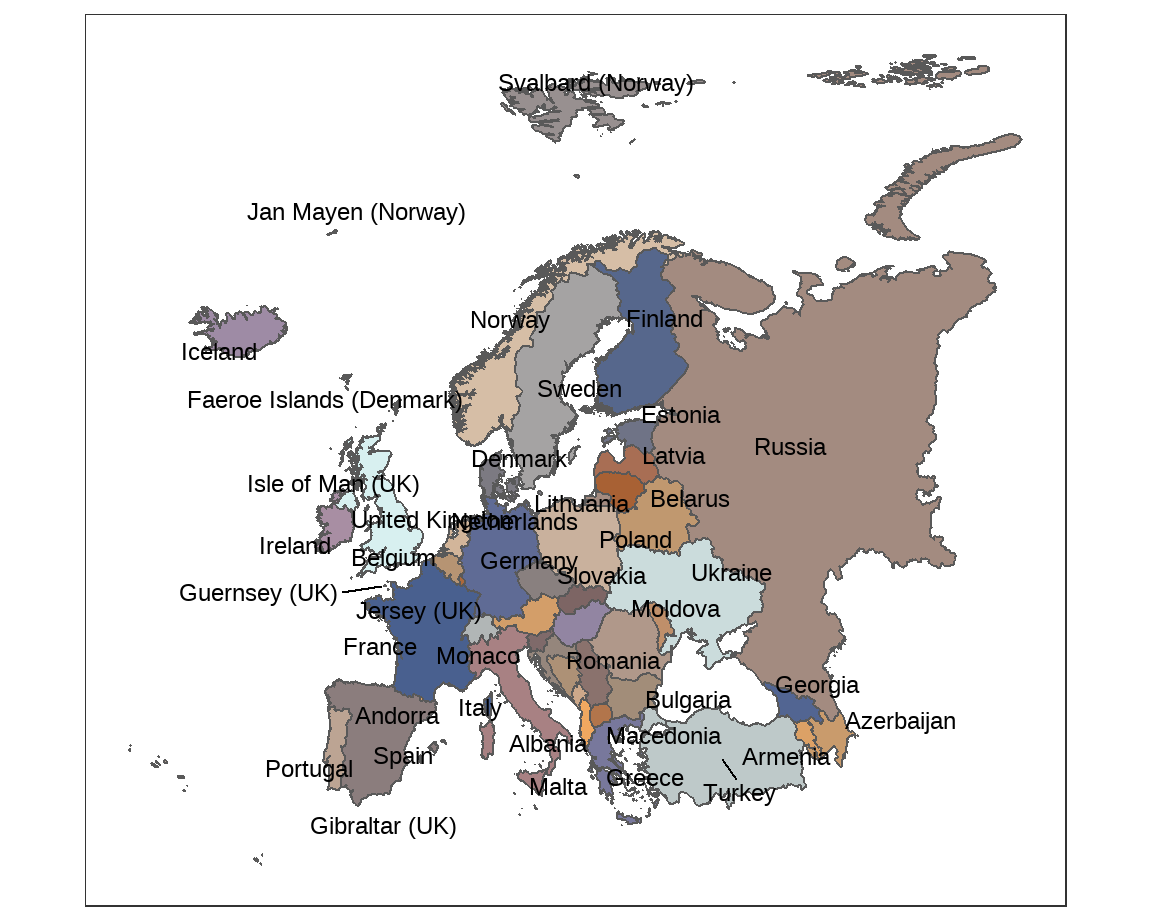 Svalbard (Norway)
Jan Mayen (Norway)
Norway
Finland
Iceland
Sweden
Faeroe Islands (Denmark)
Estonia
Russia
Denmark
Latvia
Isle of Man (UK)
Lithuania
Belarus
United Kingdom
Netherlands
Ireland
Poland
Belgium
Germany
Slovakia
Ukraine
Guernsey (UK)
Jersey (UK)
Moldova
France
Monaco
Romania
Georgia
Andorra
Italy
Bulgaria
Azerbaijan
Spain
Albania
Macedonia
Armenia
Portugal
Malta
Greece
Turkey
Gibraltar (UK)